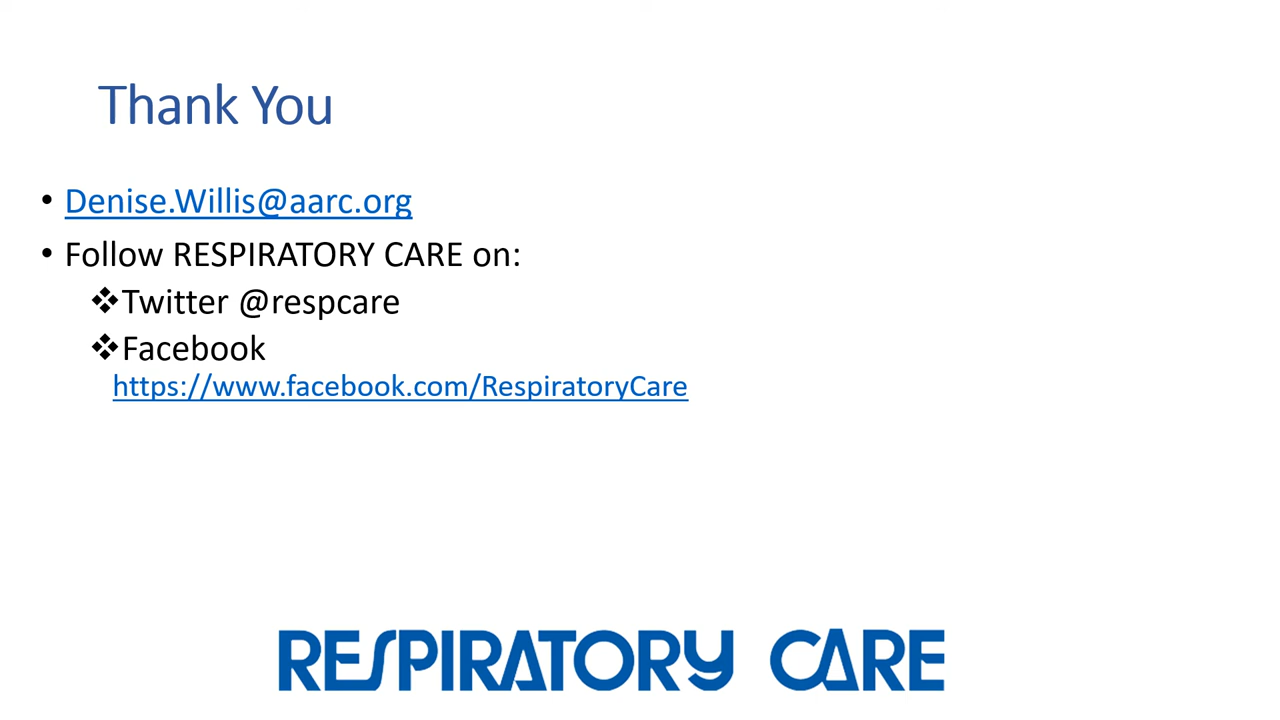 Thank You
• Denise.Willis@aarc.org
• Follow RESPIRATORY CARE on:
❖Twitter @respcare
❖Facebook
https://www.facebook.com/RespiratoryCare
RESPIRATORY CARE